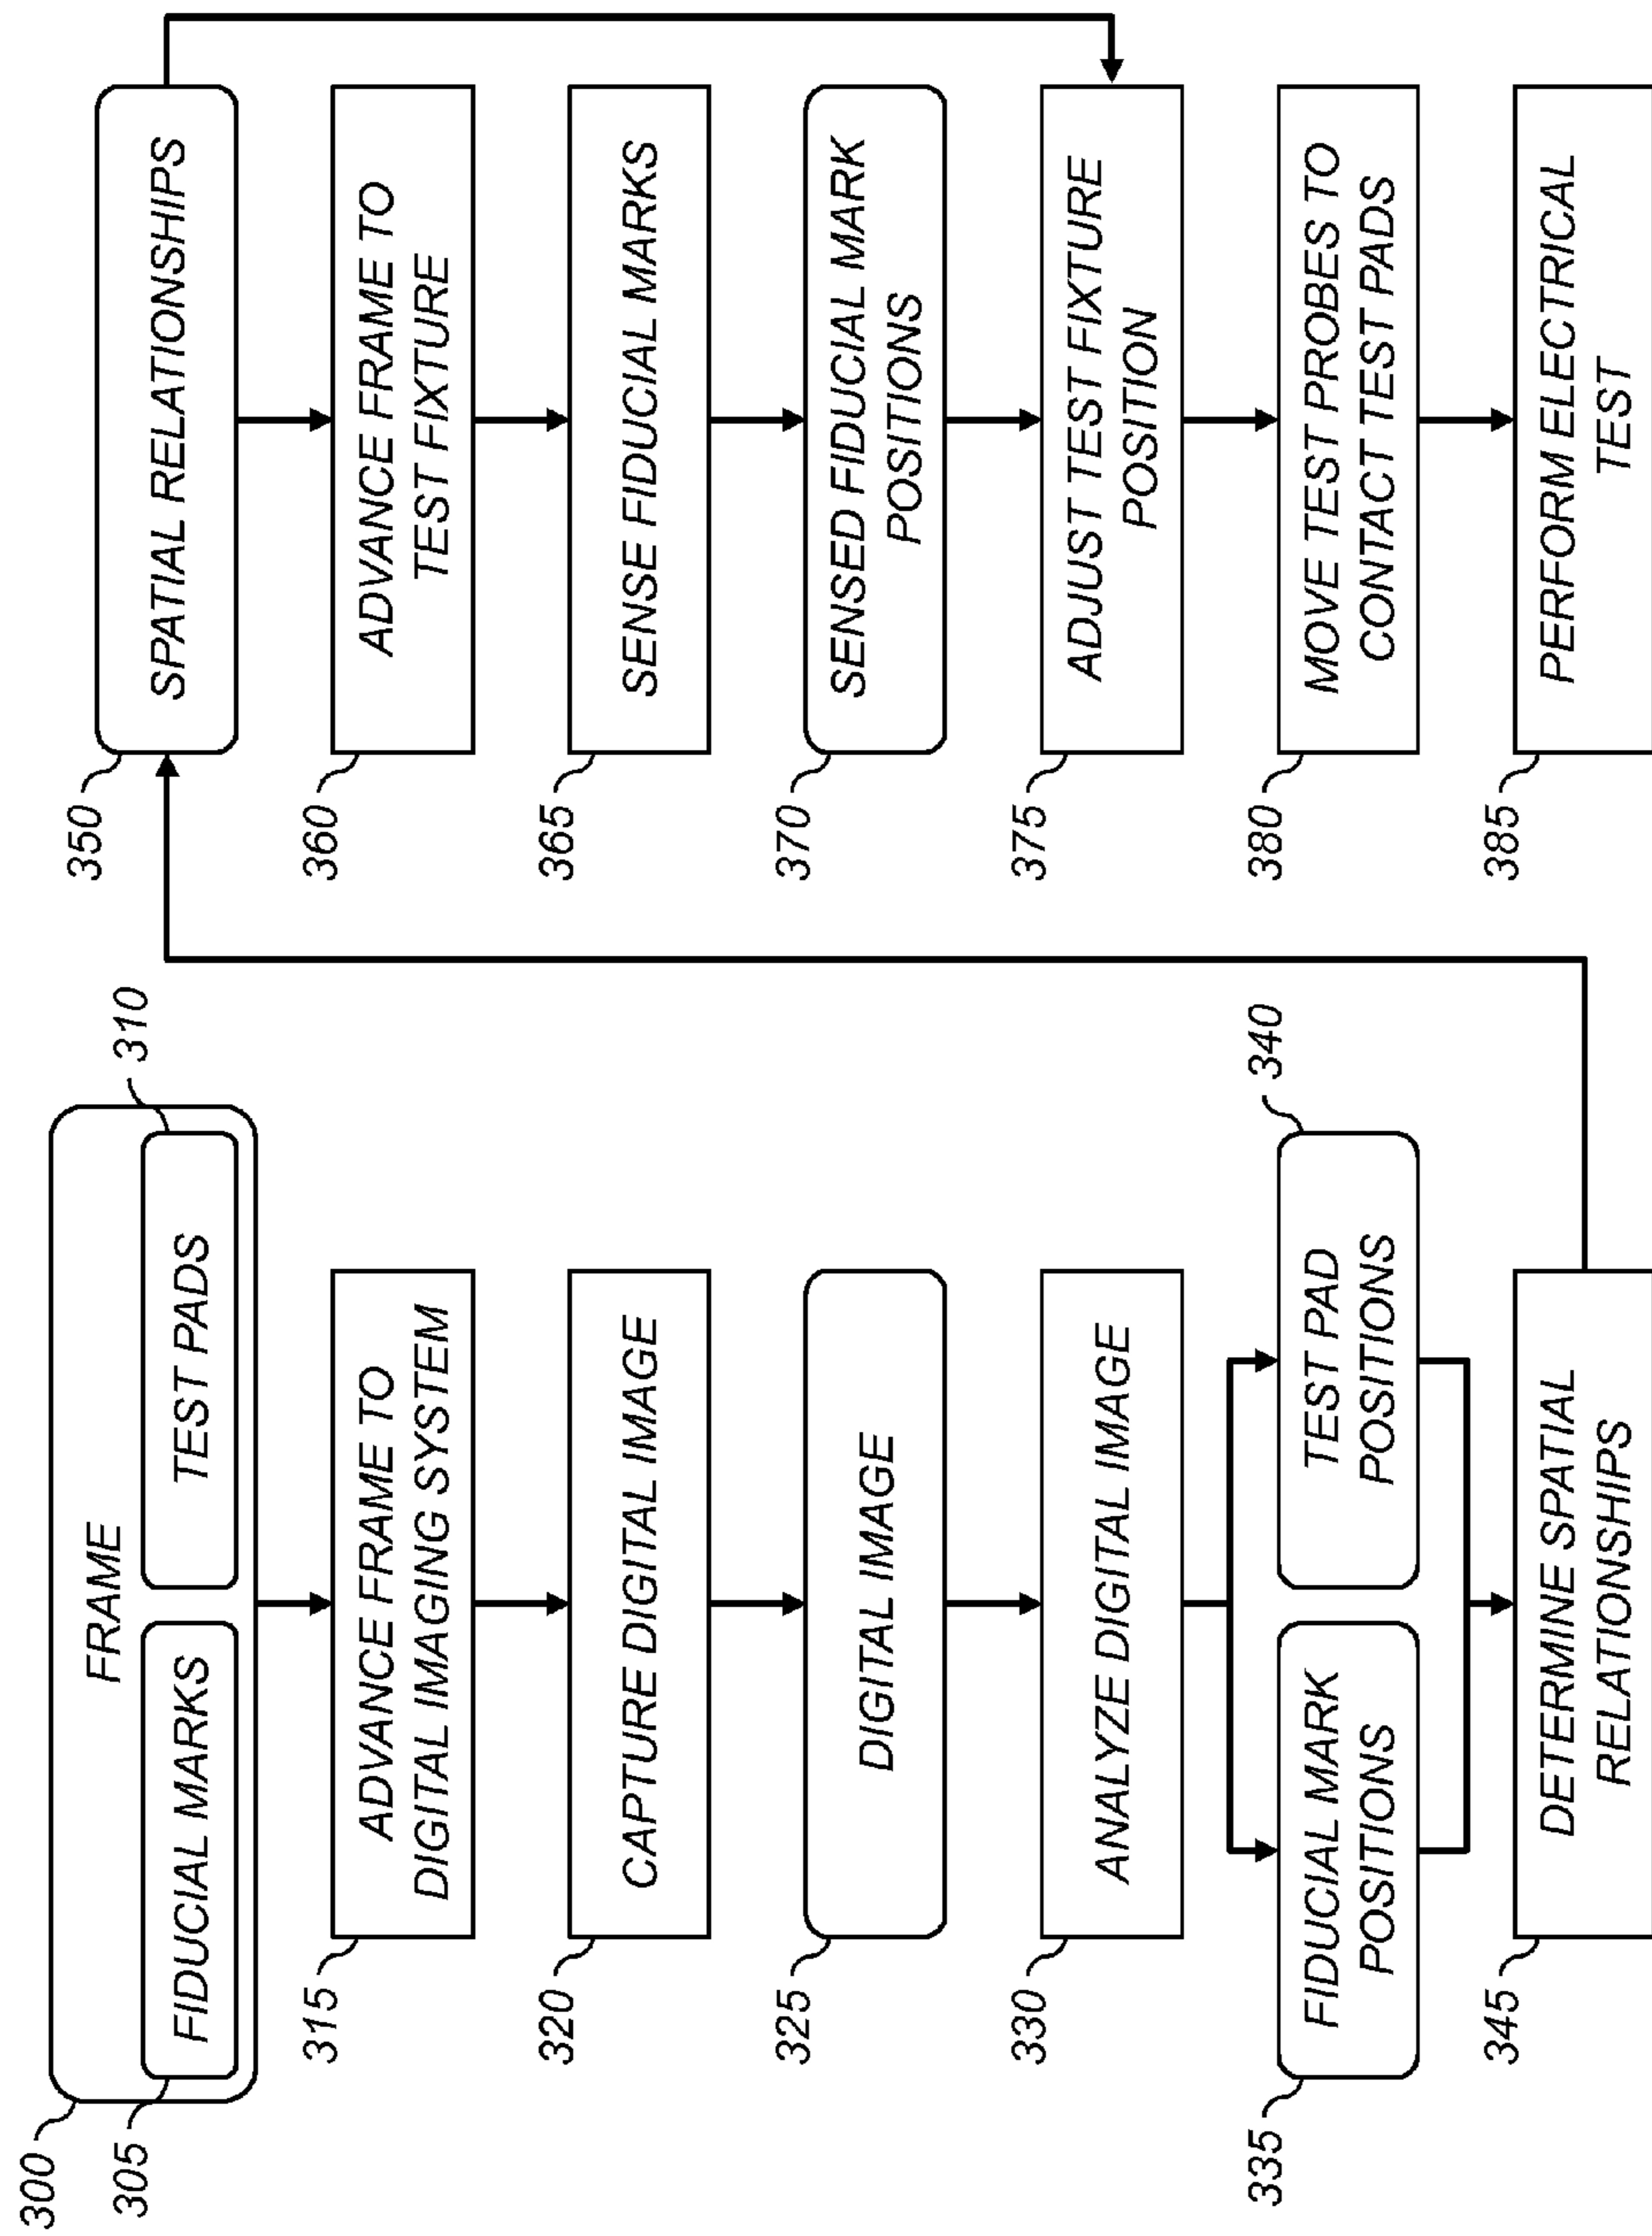 300
FRAME
305
FIDUCIAL MARKS
TEST PADS
310
315
ADVANCE FRAME TO
DIGITAL IMAGING SYSTEM
320
CAPTURE DIGITAL IMAGE
325
DIGITAL IMAGE
330
ANALYZE DIGITAL IMAGE
335
FIDUCIAL MARK
POSITIONS
TEST PAD
POSITIONS
340
345
DETERMINE SPATIAL
RELATIONSHIPS
350
SPATIAL RELATIONSHIPS
360
ADVANCE FRAME TO
TEST FIXTURE
365
SENSE FIDUCIAL MARKS
370
SENSED FIDUCIAL MARK
POSITIONS
375
ADJUST TEST FIXTURE
POSITION
380
MOVE TEST PROBES TO
CONTACT TEST PADS
385
PERFORM ELECTRICAL
TEST